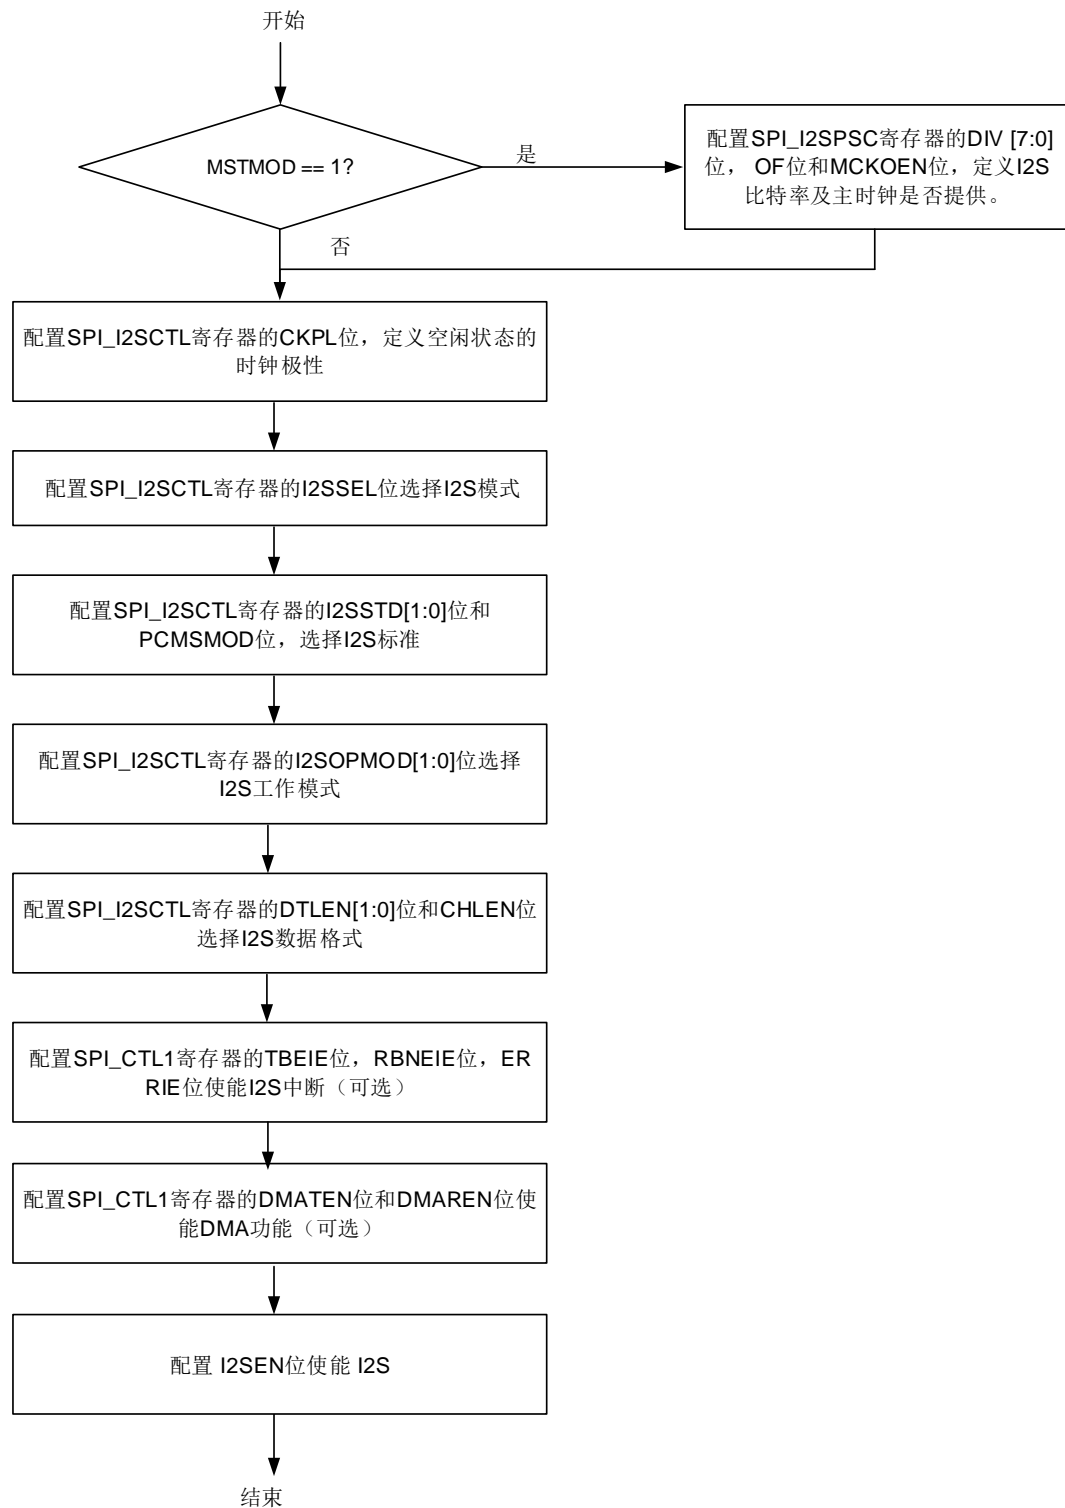 开始
MSTMOD == 1?
是
配置SPI_I2SPSC寄存器的DIV [7:0]
位， OF位和MCKOEN位，定义I2S
比特率及主时钟是否提供。
否
配置SPI_I2SCTL寄存器的CKPL位，定义空闲状态的
时钟极性
配置SPI_I2SCTL寄存器的I2SSEL位选择I2S模式
配置SPI_I2SCTL寄存器的I2SSTD[1:0]位和
PCMSMOD位，选择I2S标准
配置SPI_I2SCTL寄存器的I2SOPMOD[1:0]位选择
I2S工作模式
配置SPI_I2SCTL寄存器的DTLEN[1:0]位和CHLEN位
选择I2S数据格式
配置SPI_CTL1寄存器的TBEIE位，RBNEIE位，ER
RIE位使能I2S中断（可选）
配置SPI_CTL1寄存器的DMATEN位和DMAREN位使
能DMA功能（可选）
配置 I2SEN位使能 I2S
结束